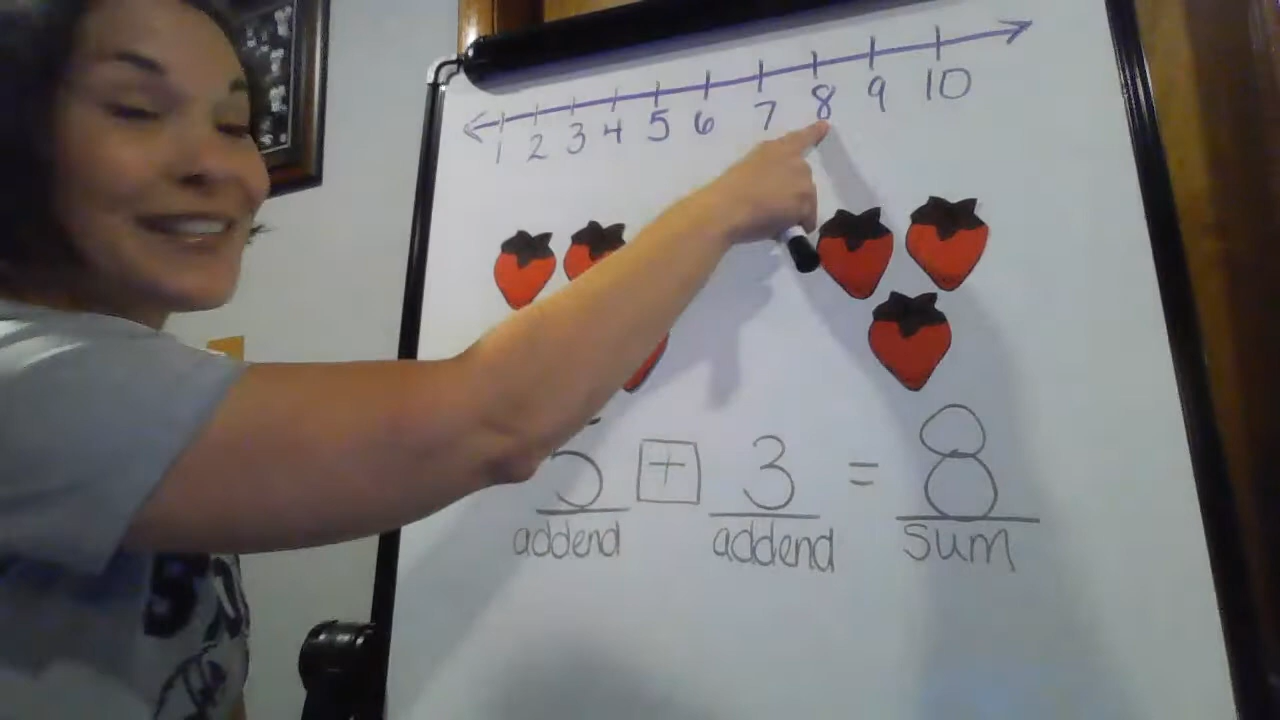 1 2 3 4 5 6 7 8 9 10
5 + 3 = 8
addend addend sum